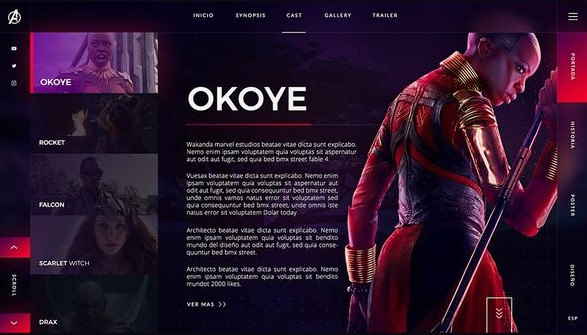 INICIO
SYNOPSIS
CAST
GALLERY
TRAILER
OKOYE
ROCKET
FALCON
SCARLET WITCH
DRAX
SCROLL
OKOYE
Wakanda marvel estudios beatae vitae dicta sunt explicabo.
Nemo enim ipsam voluptatem quia voluptas sit aspernatur
aut odit aut fugit, sed quia bed bmx street fable 4.
Vuesax beatae vitae dicta sunt explicabo. Nemo enim
ipsam voluptatem quia voluptas sit aspernatur aut
odit aut fugit, sed quia consequuntur bed bmx street,
unde omnis vamos natus error sit voluptatem sed
quia consequuntur bed bmx street, unde omnis iste
natus error sit voluptatem Dolar today.
Architecto beatae vitae dicta sunt explicabo. Nemo
enim ipsam voluptatem quia voluptas sit bendito
mundo del diseño aut odit aut fugit, sed quia conse-
quuntur bed bmx street.
Architecto beatae vitae dicta sunt explicabo. Nemo
enim ipsam voluptatem quia voluptas sit bendito
mundot 2000 likes.
VER MAS
PORTADA
HISTORIA
POSTER
DISEÑO
ESP